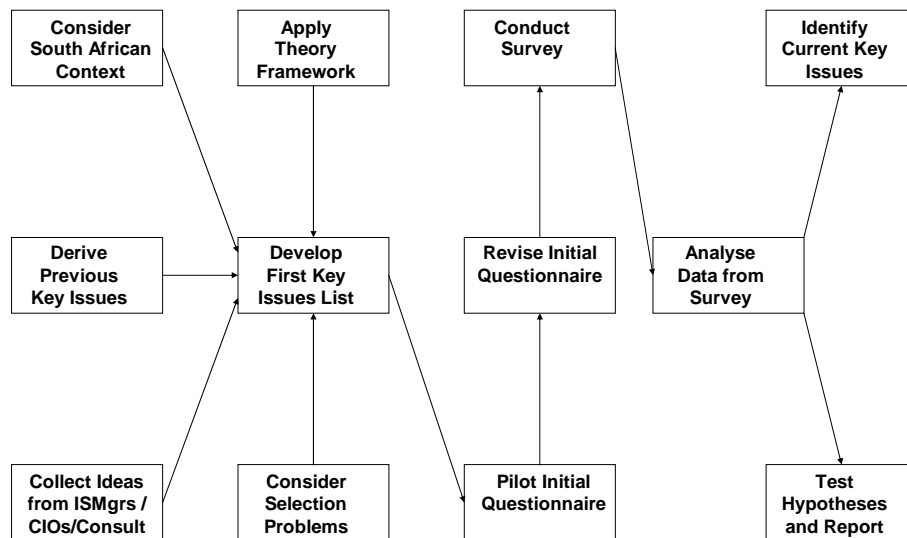 Consider
South African
Context
Apply
Theory
Framework
Conduct
Survey
Identify
Current Key
Issues
Derive
Previous
Key Issues
Develop
First Key
Issues List
Revise Initial
Questionnaire
Analyse
Data from
Survey
Collect Ideas
from ISMgrs /
CIOs/Consult
Consider
Selection
Problems
Pilot Initial
Questionnaire
Test
Hypotheses
and Report